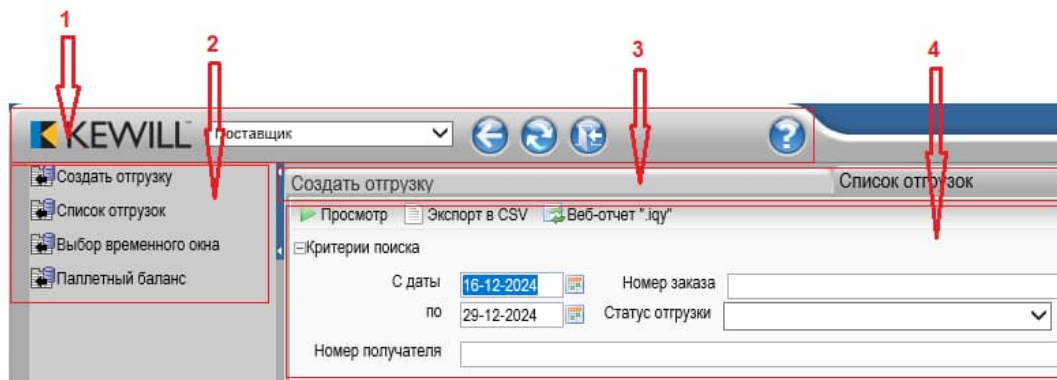 1
2
3
4
KEWILL Поставщик
Создать отгрузку
Список отгрузок
Выбор временного окна
Паллетный баланс
Создать отгрузку Список отгрузок
Просмотр Экспорт в CSV Веб-отчет ".iqy"
Критерии поиска
С даты 16-12-2024 Номер заказа
по 29-12-2024 Статус отгрузки
Номер получателя